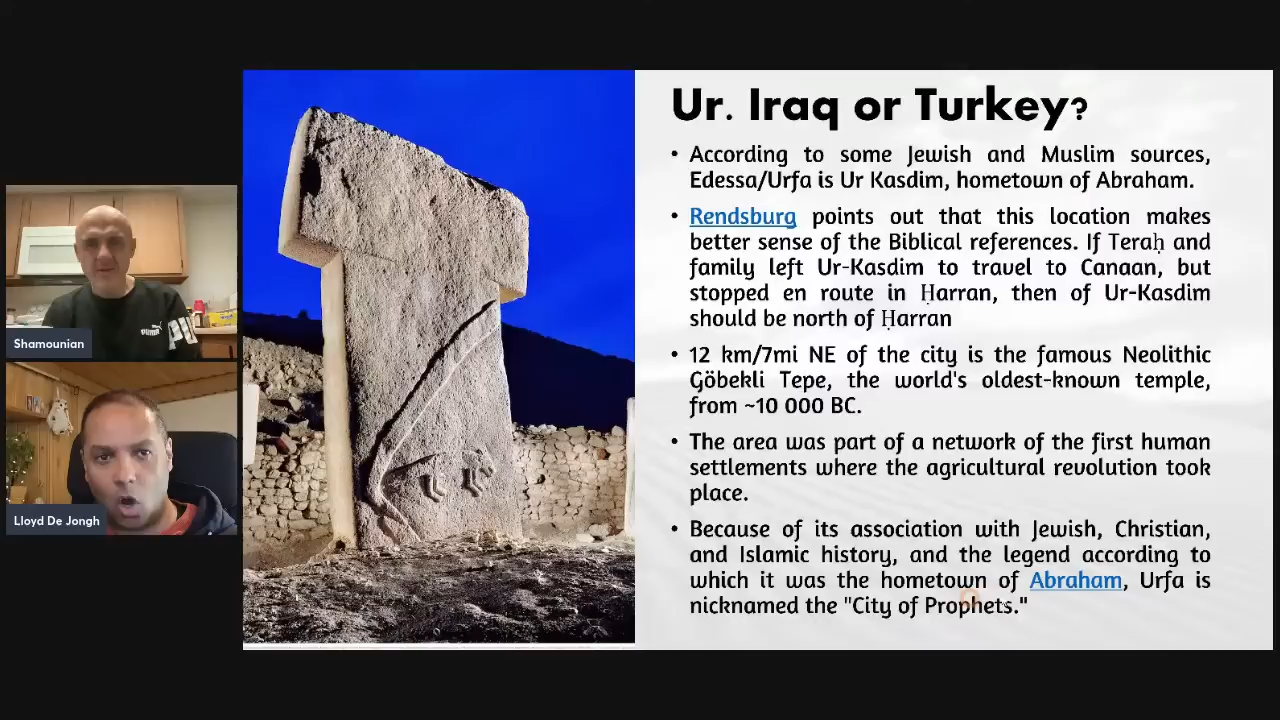 Ur. Iraq or Turkey?
• According to some Jewish and Muslim sources,
Edessa/Urfa is Ur Kasdim, hometown of Abraham.
• Rendsburg points out that this location makes
better sense of the Biblical references. If Teraḥ and
family left Ur-Kasdim to travel to Canaan, but
stopped en route in Ḥarran, then of Ur-Kasdim
should be north of Ḥarran
• 12 km/7mi NE of the city is the famous Neolithic
Göbekli Tepe, the world's oldest-known temple,
from ~10 000 BC.
• The area was part of a network of the first human
settlements where the agricultural revolution took
place.
• Because of its association with Jewish, Christian,
and Islamic history, and the legend according to
which it was the hometown of Abraham, Urfa is
nicknamed the "City of Prophets."
PUMA
Shamounian
Lloyd De Jongh